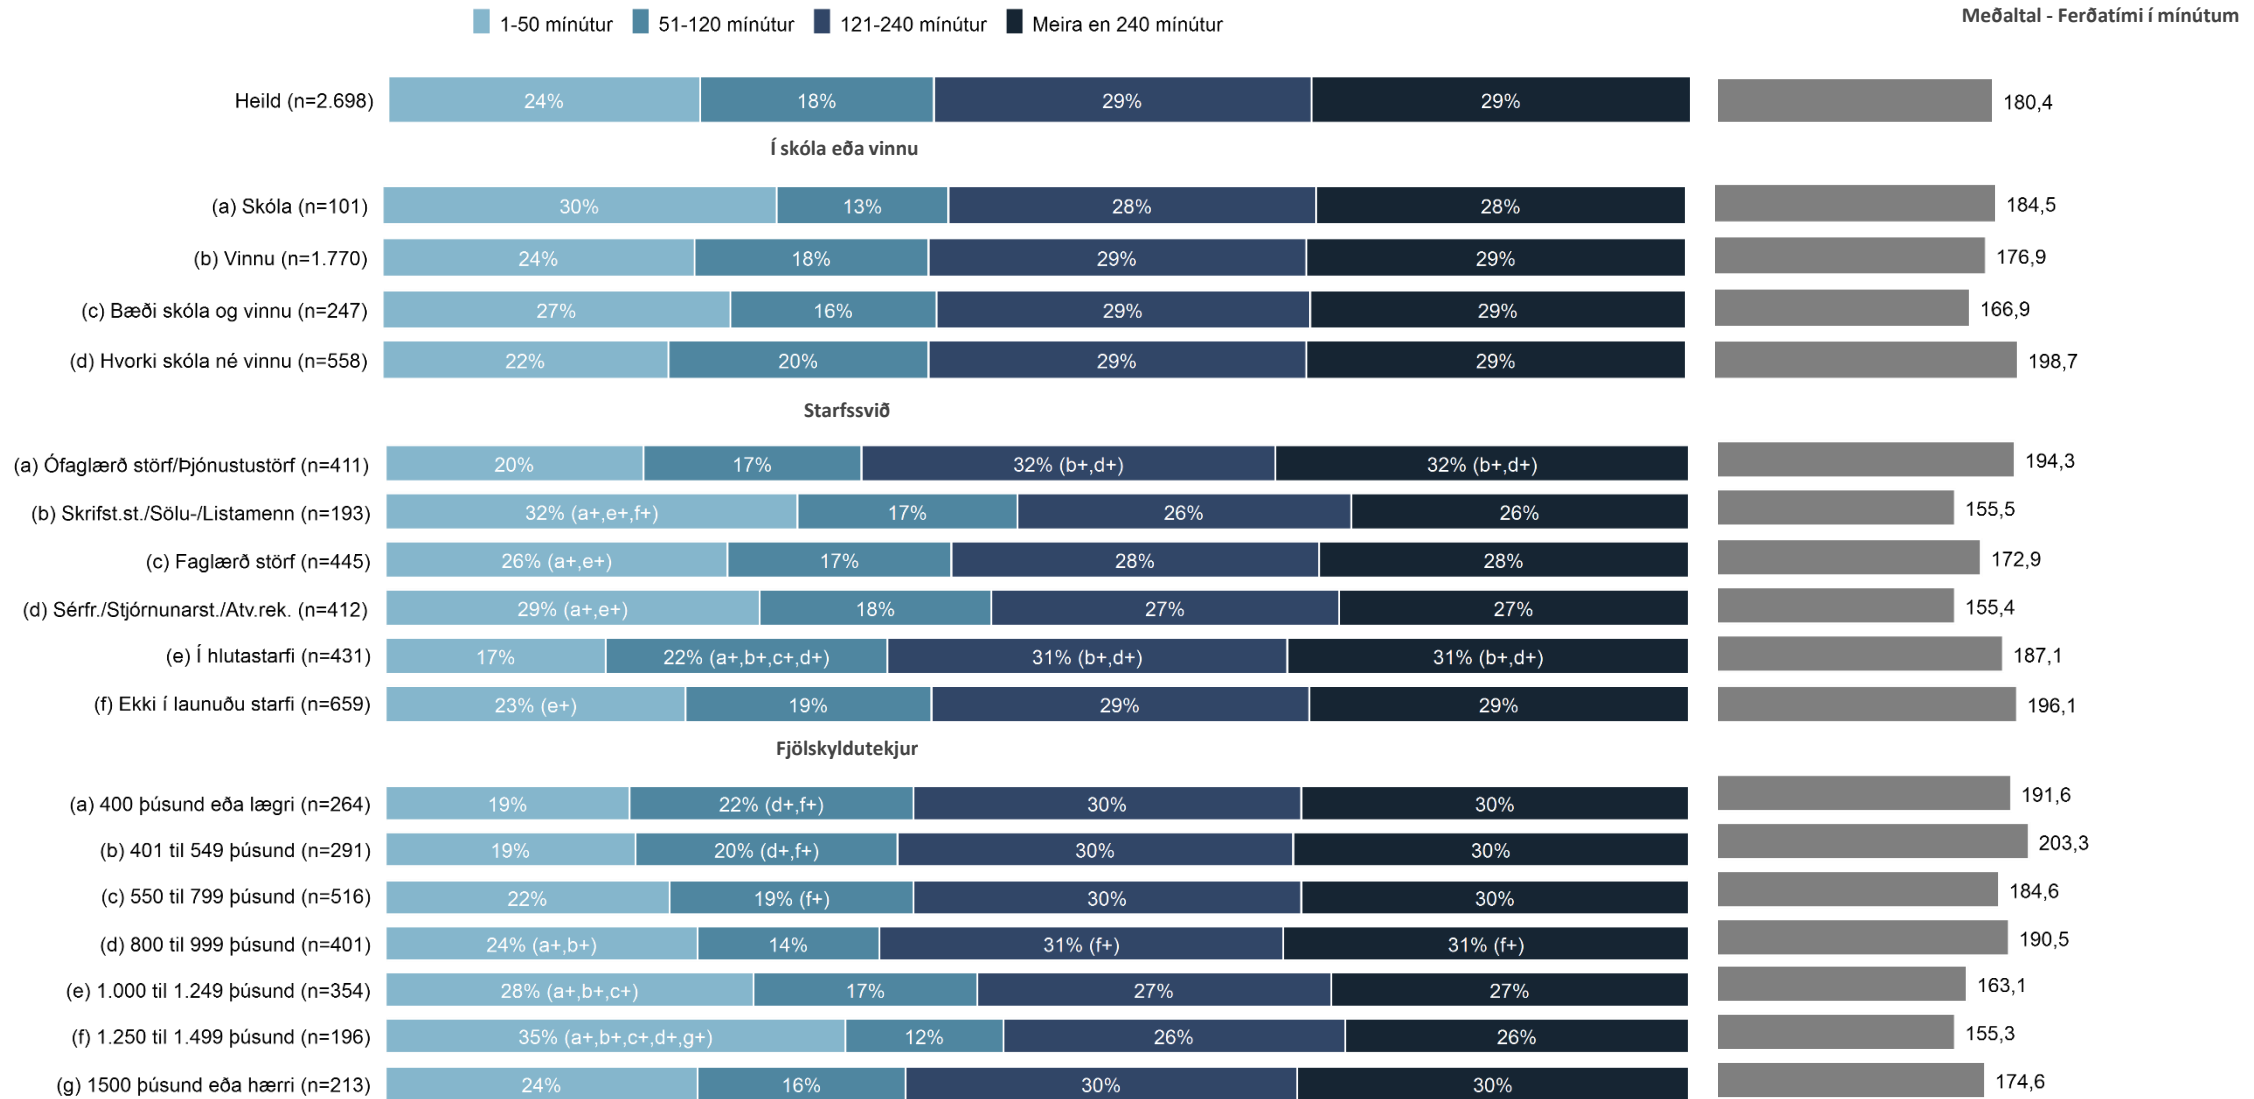 1-50 mínútur 51-120 mínútur 121-240 mínútur Meira en 240 mínútur
Meðaltal - Ferðatími í mínútum
Heild (n=2.698) 24% 18% 29% 29% 180,4
Í skóla eða vinnu
(a) Skóla (n=101) 30% 13% 28% 28% 184,5
(b) Vinnu (n=1.770) 24% 18% 29% 29% 176,9
(c) Bæði skóla og vinnu (n=247) 27% 16% 29% 29% 166,9
(d) Hvorki skóla né vinnu (n=558) 22% 20% 29% 29% 198,7
Starfssvið
(a) Ófaglærð störf/Þjónustustörf (n=411) 20% 17% 32% (b+,d+) 32% (b+,d+) 194,3
(b) Skrifst.st./Sölu-/Listamenn (n=193) 32% (a+,e+,f+) 17% 26% 26% 155,5
(c) Faglærð störf (n=445) 26% (a+,e+) 17% 28% 28% 172,9
(d) Sérfr./Stjórnunarst./Atv.rek. (n=412) 29% (a+,e+) 18% 27% 27% 155,4
(e) Í hlutastarfi (n=431) 17% 22% (a+,b+,c+,d+) 31% (b+,d+) 31% (b+,d+) 187,1
(f) Ekki í launuðu starfi (n=659) 23% (e+) 19% 29% 29% 196,1
Fjölskyldutekjur
(a) 400 þúsund eða lægri (n=264) 19% 22% (d+,f+) 30% 30% 191,6
(b) 401 til 549 þúsund (n=291) 19% 20% (d+,f+) 30% 30% 203,3
(c) 550 til 799 þúsund (n=516) 22% 19% (f+) 30% 30% 184,6
(d) 800 til 999 þúsund (n=401) 24% (a+,b+) 14% 31% (f+) 31% (f+) 190,5
(e) 1.000 til 1.249 þúsund (n=354) 28% (a+,b+,c+) 17% 27% 27% 163,1
(f) 1.250 til 1.499 þúsund (n=196) 35% (a+,b+,c+,d+,g+) 12% 26% 26% 155,3
(g) 1500 þúsund eða hærri (n=213) 24% 16% 30% 30% 174,6